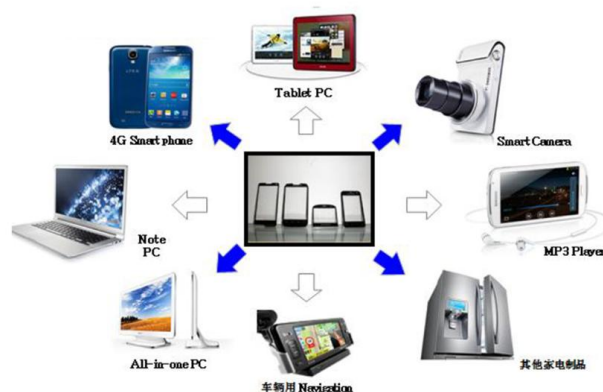 Tablet PC
4G Smart phone
Smart Camera
Note
PC
MP3 Player
All-in-one PC
车辆用 Navigation
其他家电制品